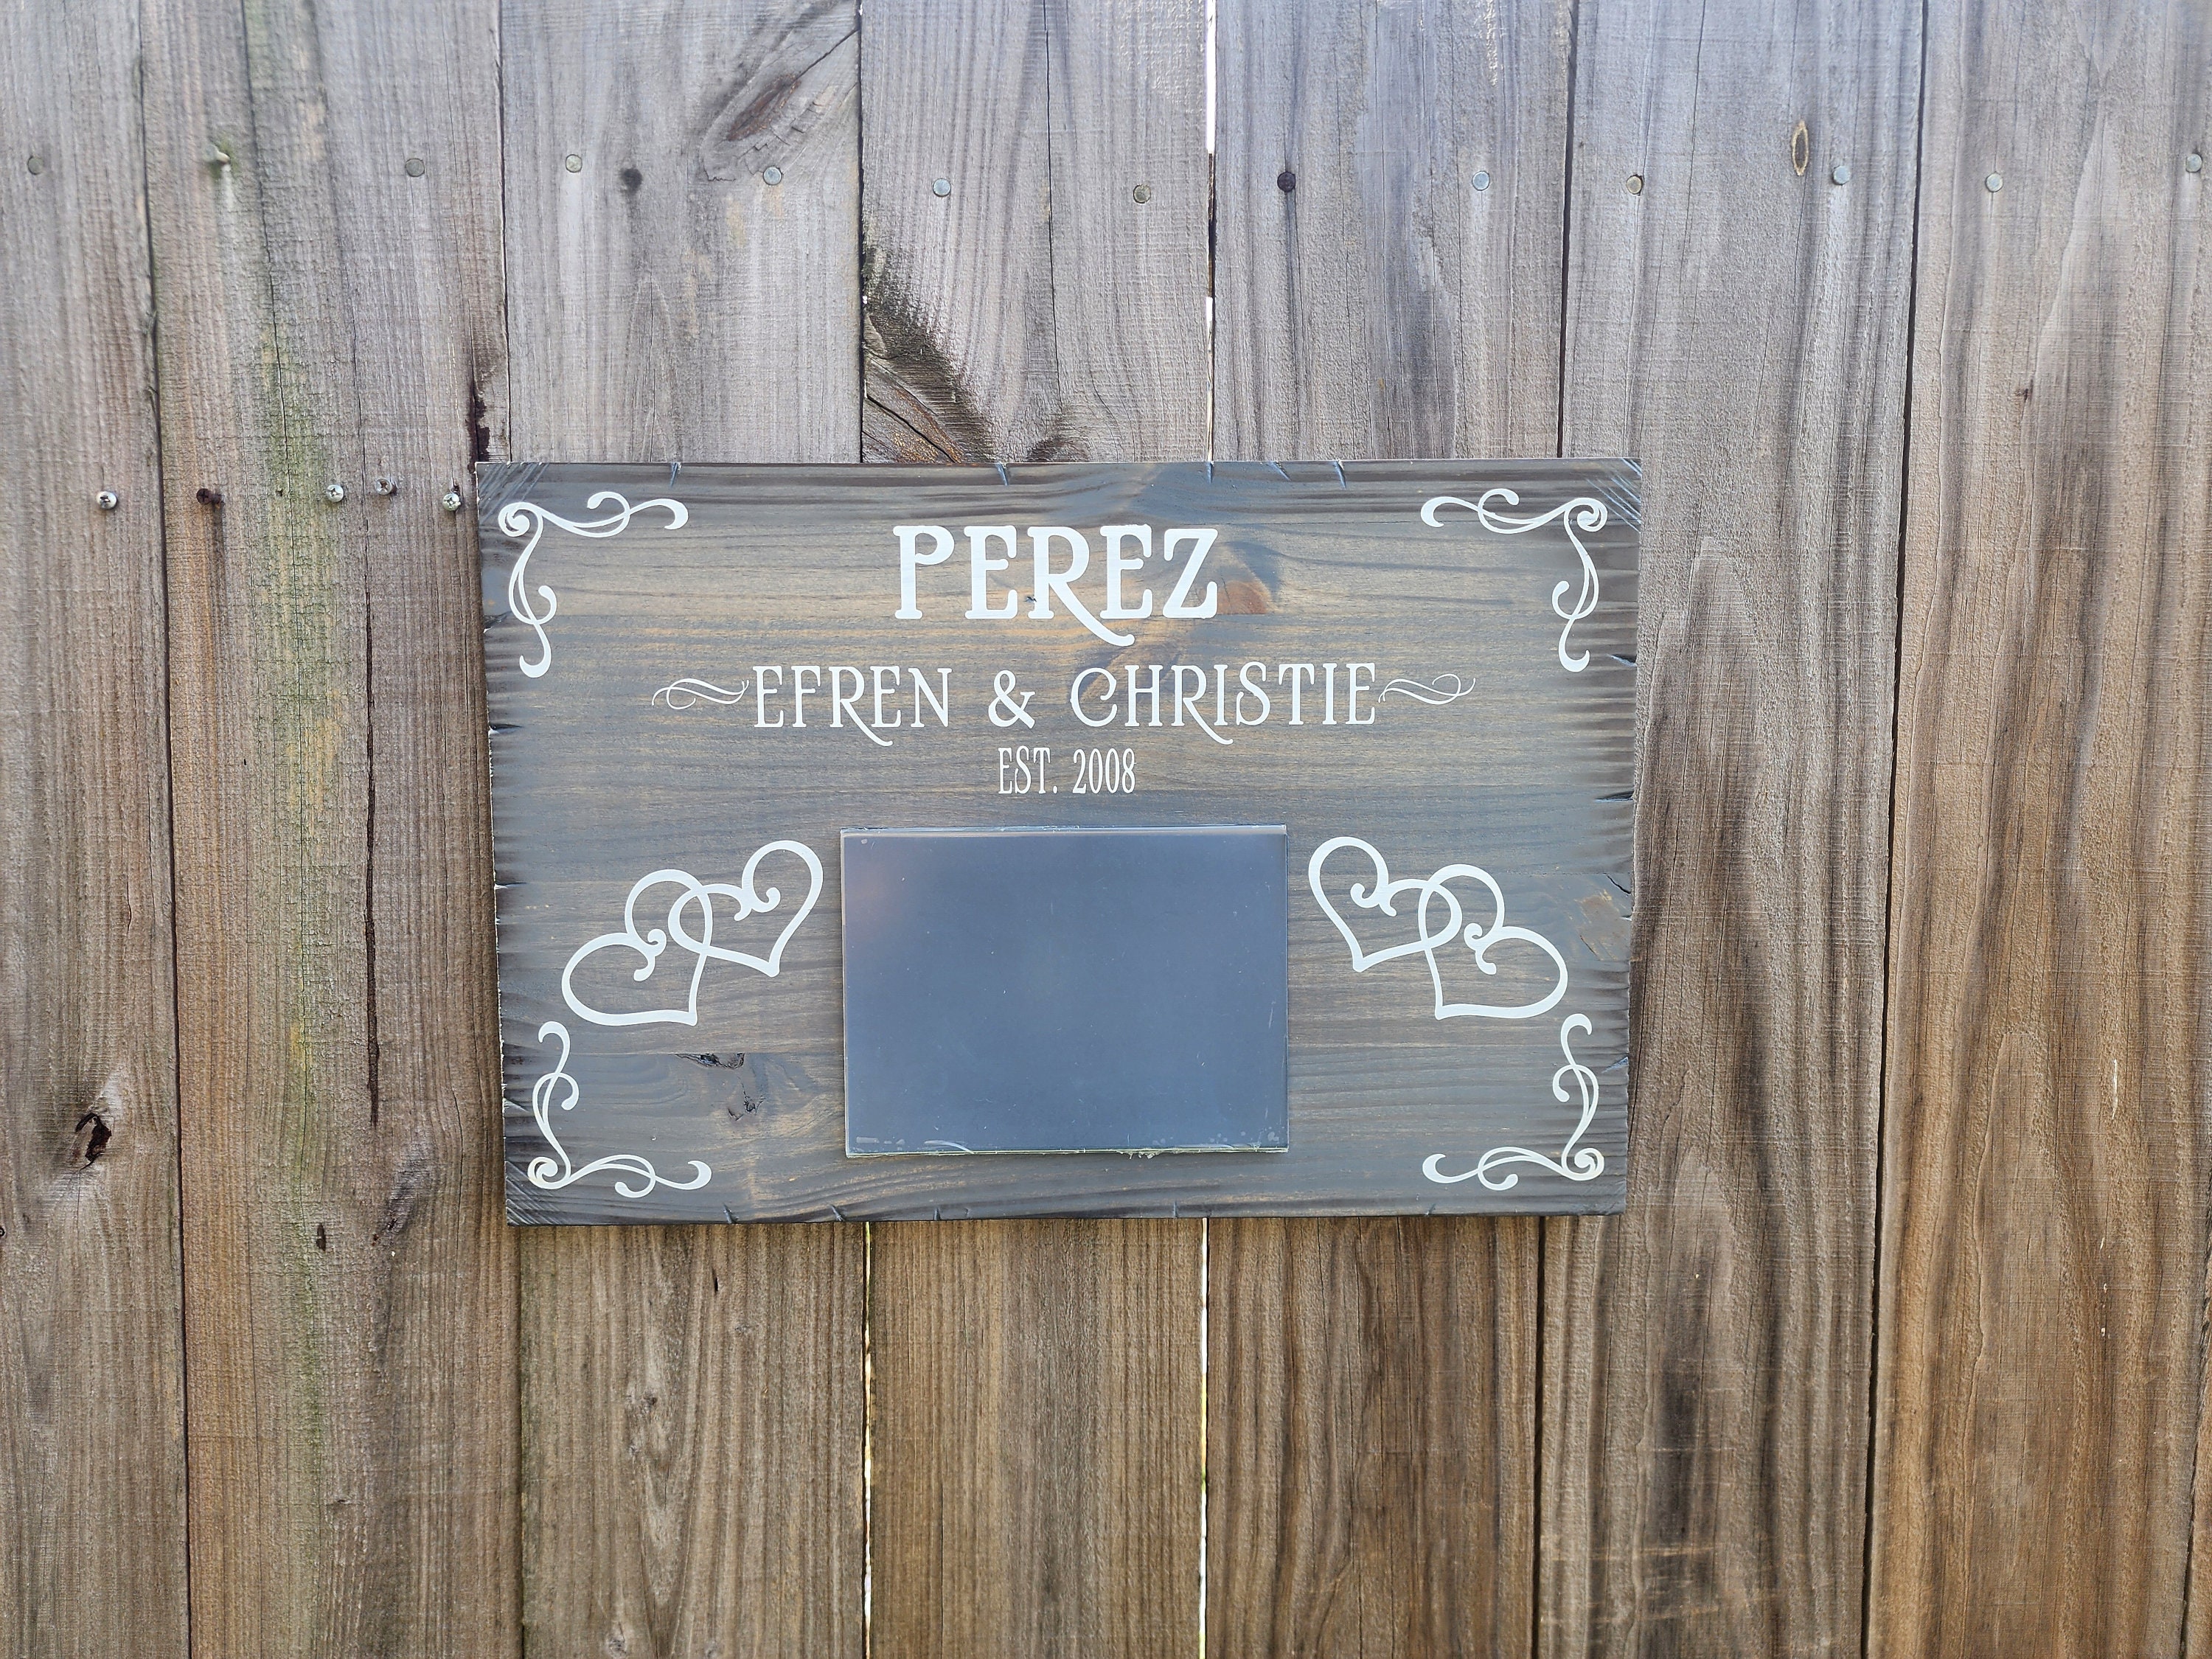 PEREZ
EFREN & CHRISTIE
EST. 2008